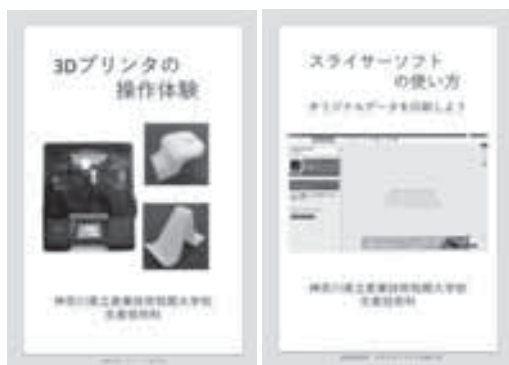 3Dプリンタの
操作体験
神奈川県立産業技術短期大学校
生産技術科
スライサーソフト
の使い方
オリジナルデータを印刷しよう
神奈川県立産業技術短期大学校
生産技術科